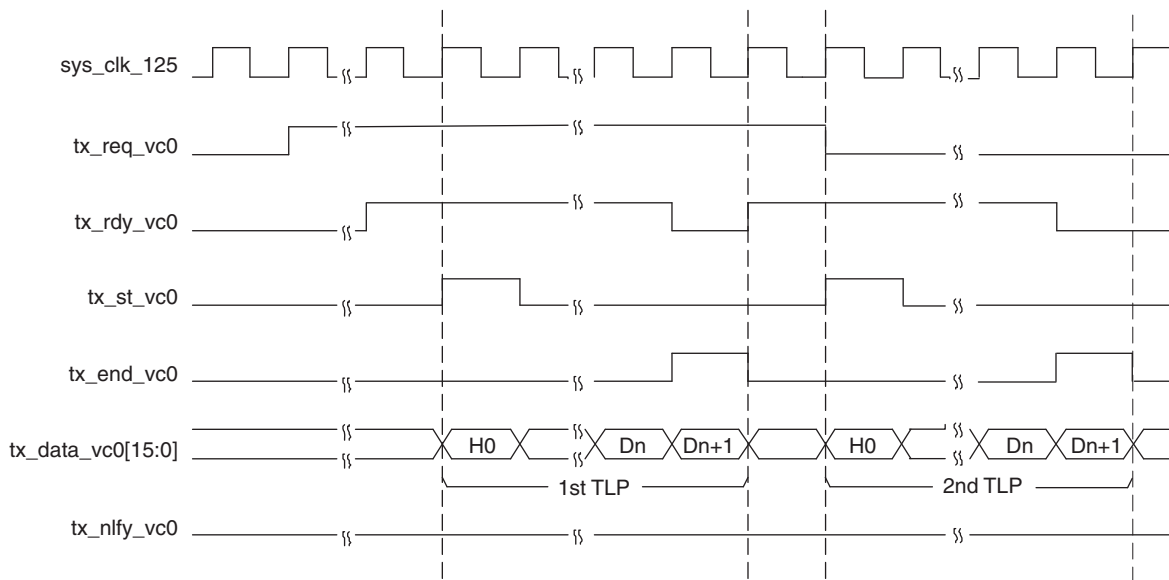 sys_clk_125
tx_req_vc0
tx_rdy_vc0
tx_st_vc0
tx_end_vc0
tx_data_vc0[15:0]
H0
Dn
Dn+1
H0
Dn
Dn+1
1st TLP
2nd TLP
tx_nlfy_vc0